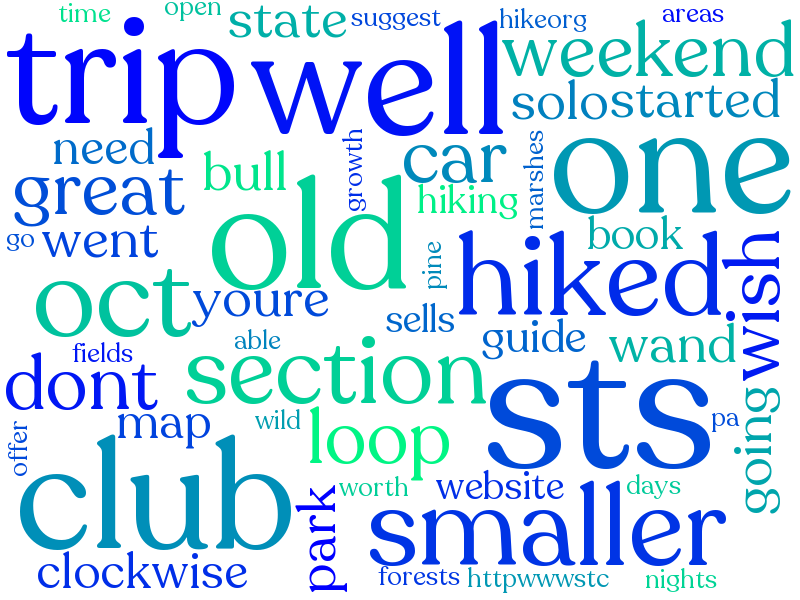 time open state suggest hikeorg areas
trip well weekend
solo started
need bull growth car marshes one
great hiking
go went old book
oct youre pine hiked wish
sells guide wand
fields able
dont section sts
map wild loop pa
offer going
club worth website days
park smaller
clockwise forests httpwwwstc nights